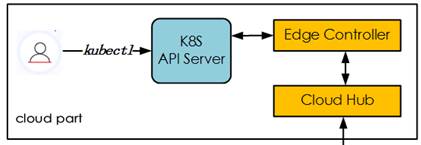 kubectl
K8S
API Server
Edge Controller
Cloud Hub
cloud part